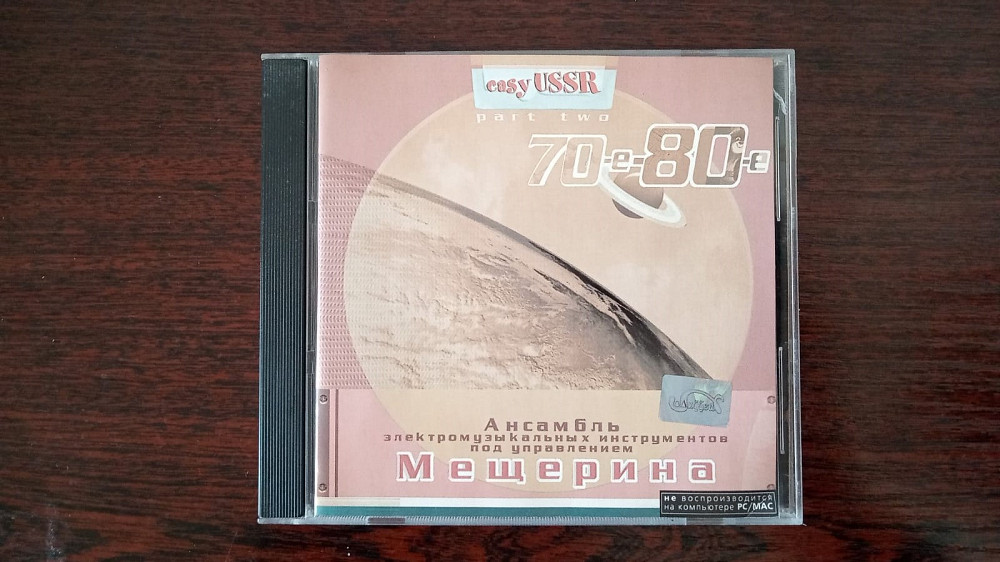 easy USSR
part two
70-е-80-е
Ансамбль
электромузыкальных инструментов
под управлением
Мещерина
не воспроизводится
на компьютере PC/MAC